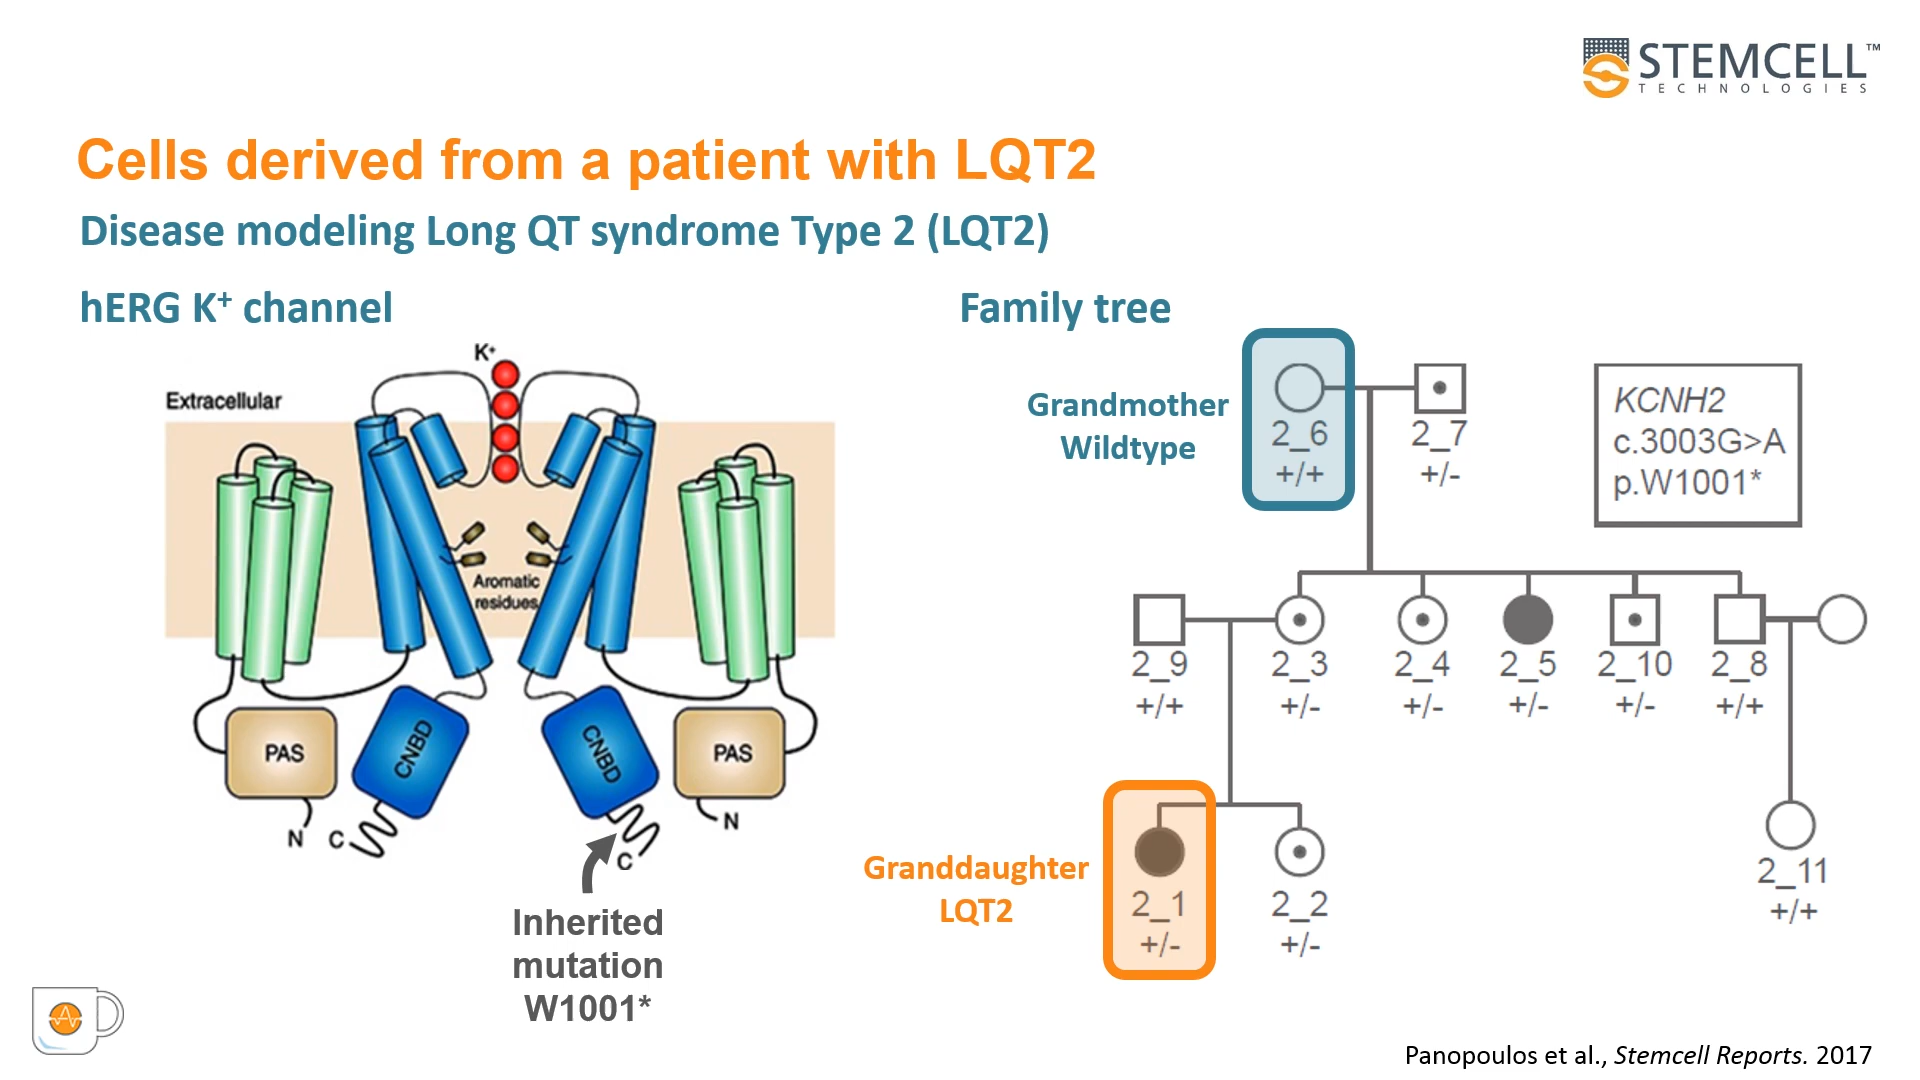 STEMCELL™
TECHNOLOGIES
Cells derived from a patient with LQT2
Disease modeling Long QT syndrome Type 2 (LQT2)
hERG K⁺ channel
K⁺
Extracellular
Aromatic
residues
PAS
CNBD
CNBD
PAS
N
C
C
N
Inherited
mutation
W1001*
Family tree
Grandmother
Wildtype
2_6
+/+
2_7
+/-
KCNH2
c.3003G>A
p.W1001*
2_9
+/+
2_3
+/-
2_4
+/-
2_5
+/-
2_10
+/-
2_8
+/+
Granddaughter
LQT2
2_1
+/-
2_2
+/-
2_11
+/+
Panopoulos et al., Stemcell Reports. 2017